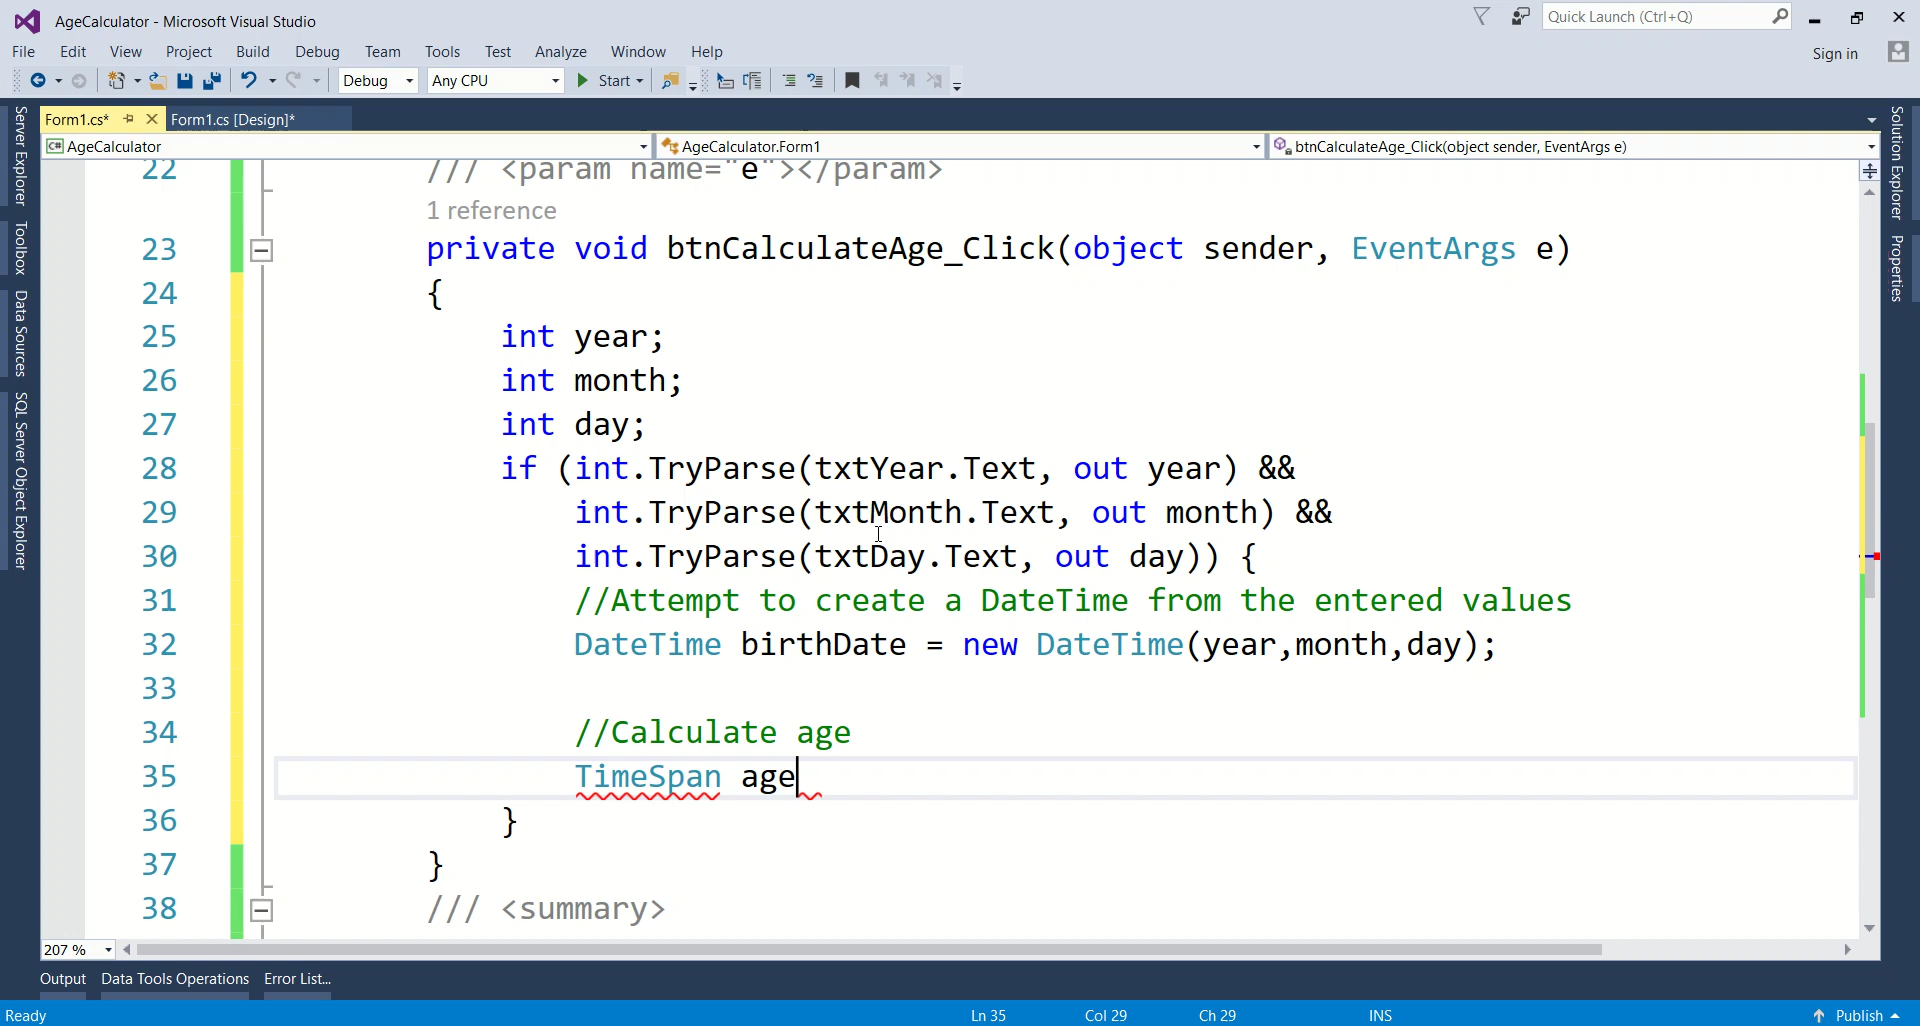 AgeCalculator - Microsoft Visual Studio
Quick Launch (Ctrl+Q)
File Edit View Project Build Debug Team Tools Test Analyze Window Help
Sign in
Debug Any CPU Start
Form1.cs* Form1.cs [Design]*
C# AgeCalculator AgeCalculator.Form1 btnCalculateAge_Click(object sender, EventArgs e)
Server Explorer
Toolbox
Data Sources
SQL Server Object Explorer
Solution Explorer
Properties
22 /// <param name="e"></param>
1 reference
23 private void btnCalculateAge_Click(object sender, EventArgs e)
24 {
25 int year;
26 int month;
27 int day;
28 if (int.TryParse(txtYear.Text, out year) &&
29 int.TryParse(txtMonth.Text, out month) &&
30 int.TryParse(txtDay.Text, out day)) {
31 //Attempt to create a DateTime from the entered values
32 DateTime birthDate = new DateTime(year,month,day);
33
34 //Calculate age
35 TimeSpan age
36 }
37 }
38 /// <summary>
207 %
Output Data Tools Operations Error List...
Ready Ln 35 Col 29 Ch 29 INS Publish